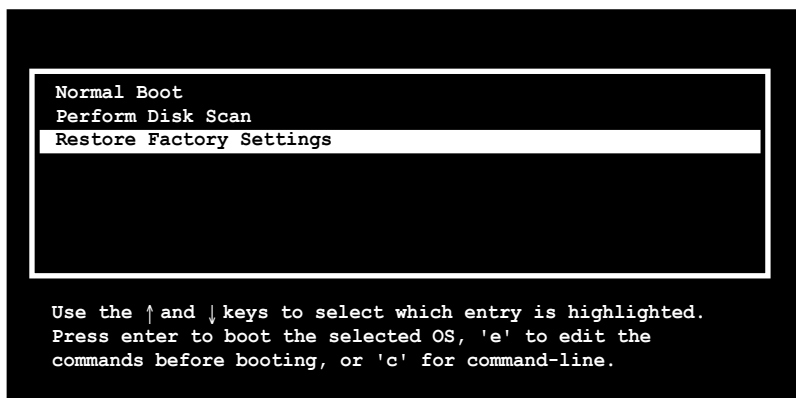 Normal Boot
Perform Disk Scan
Restore Factory Settings
Use the ↑ and ↓ keys to select which entry is highlighted.
Press enter to boot the selected OS, 'e' to edit the
commands before booting, or 'c' for command-line.